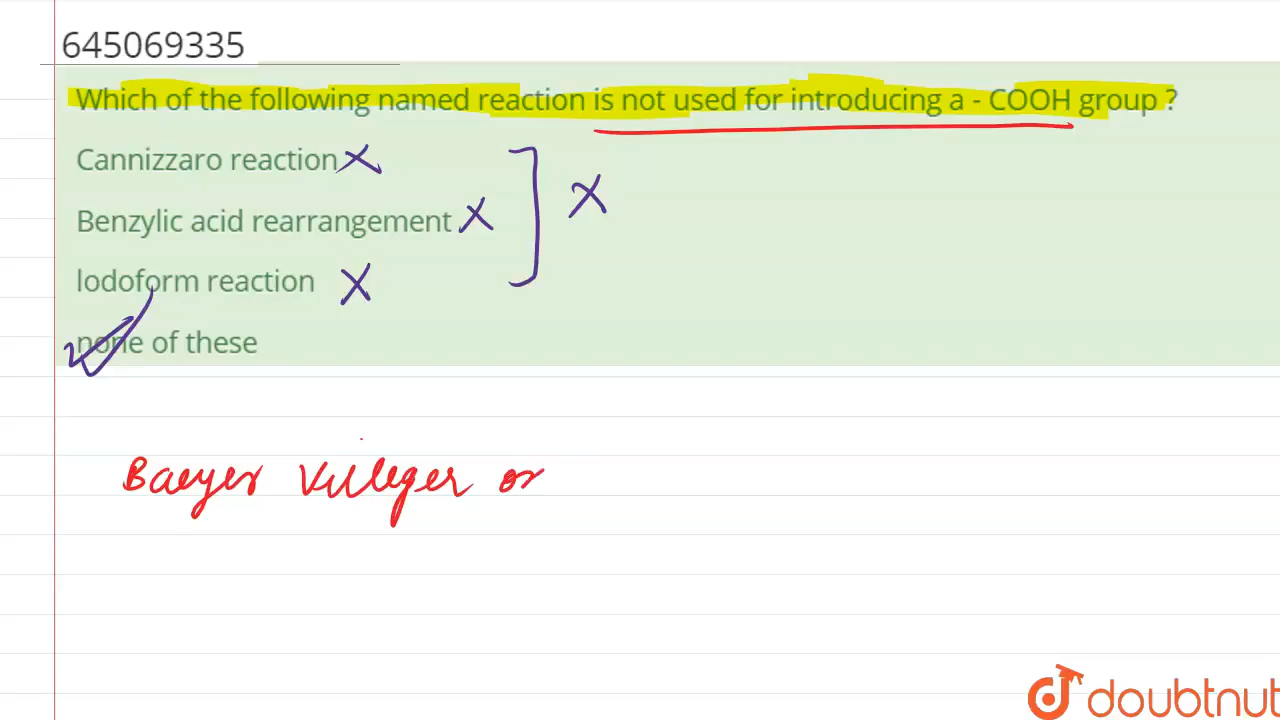 645069335
Which of the following named reaction is not used for introducing a - COOH group ?
Cannizzaro reaction X
Benzylic acid rearrangement X
X
Iodoform reaction X
none of these
Baeyer Villeger or
doubtnut